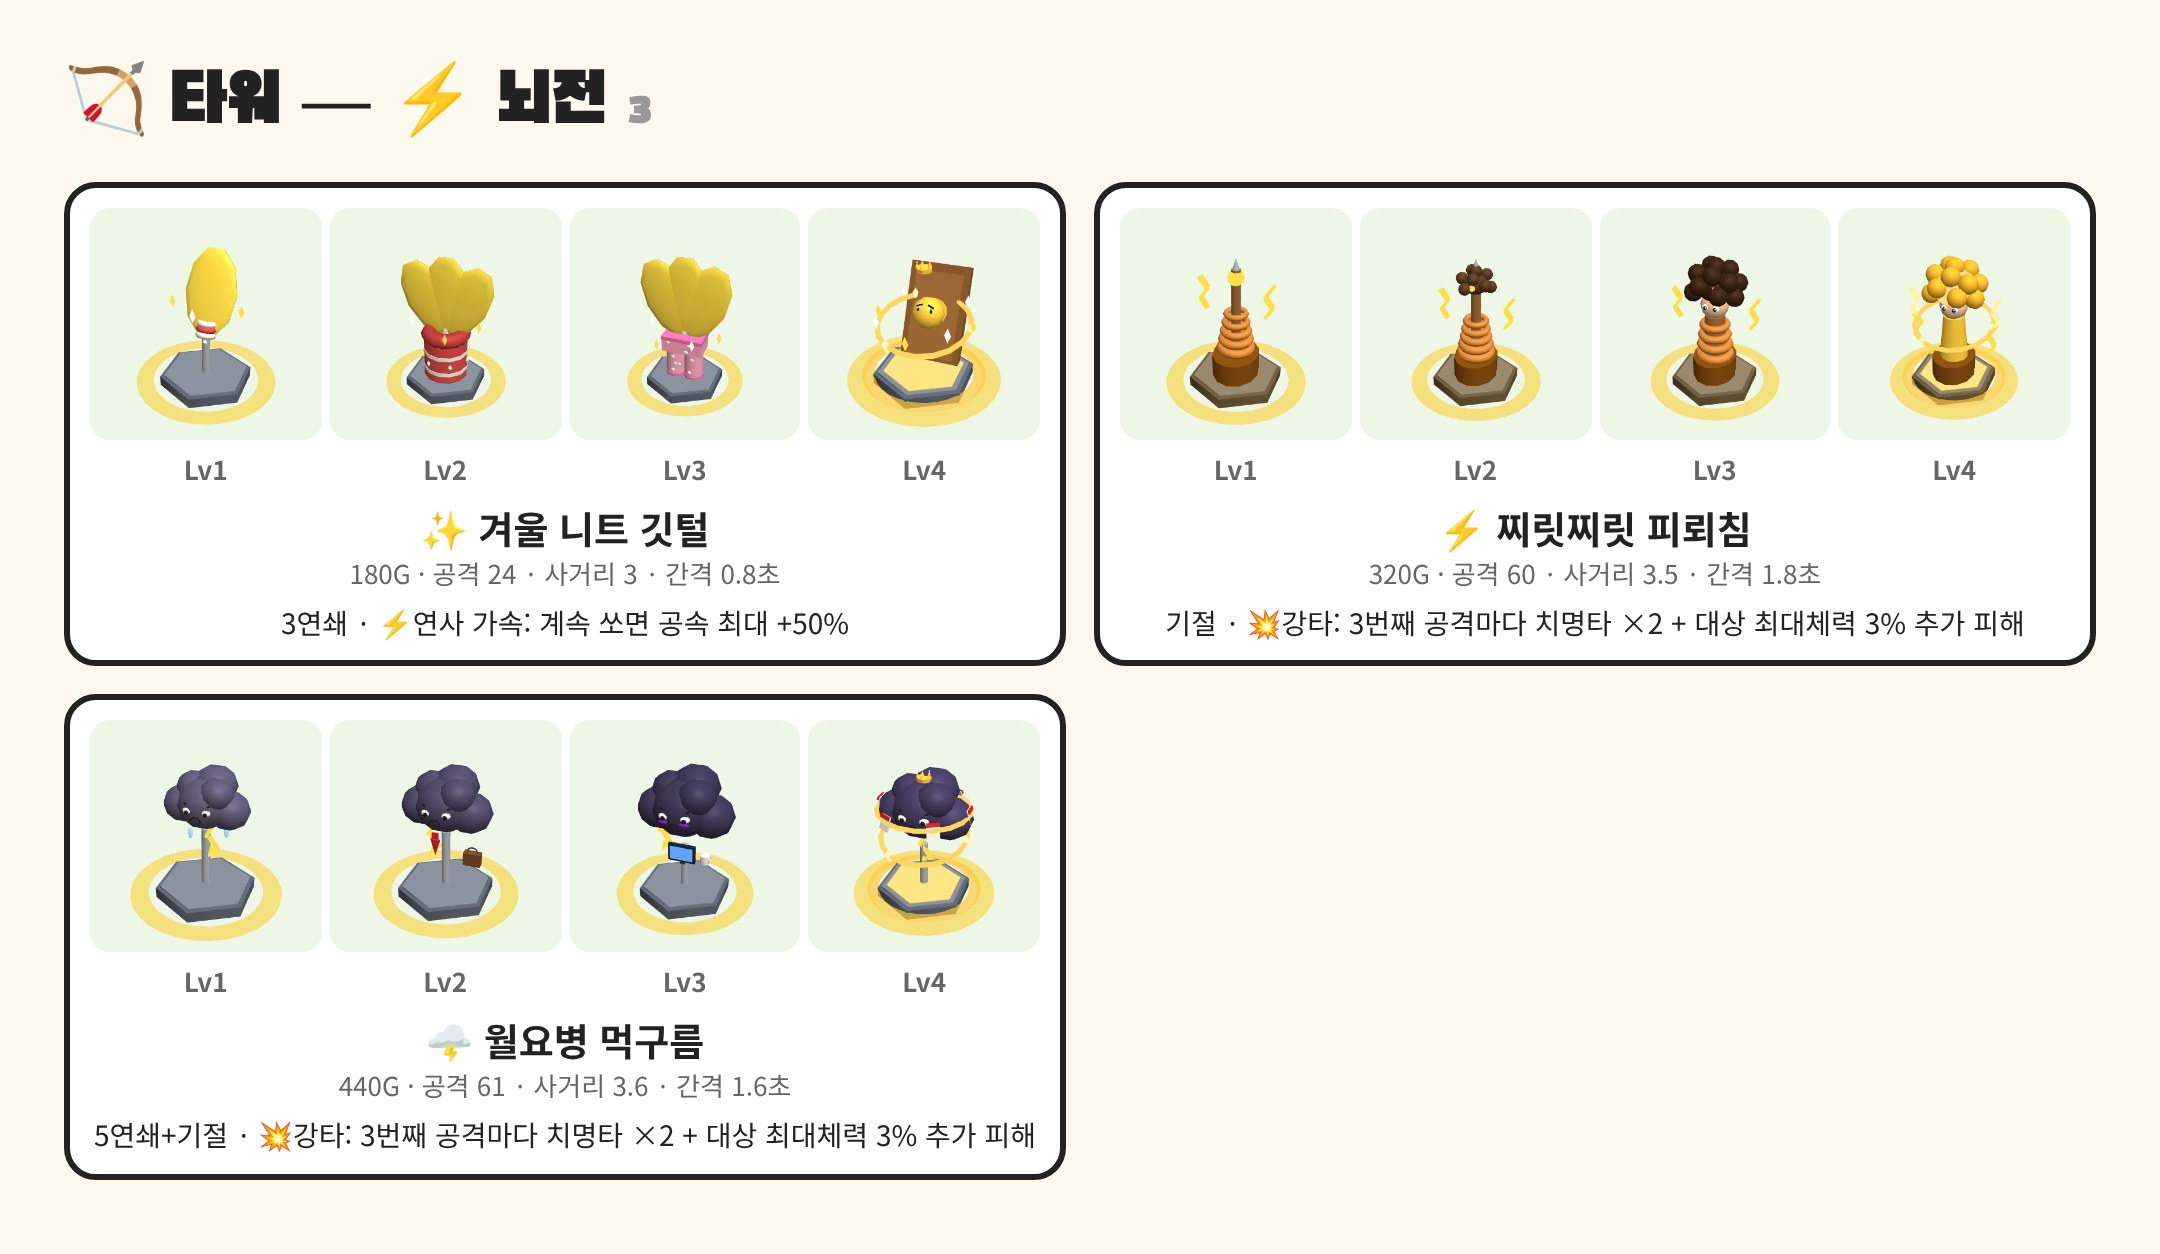 🏹 타워 — ⚡ 뇌전 3
Lv1 Lv2 Lv3 Lv4
✨ 겨울 니트 깃털
180G · 공격 24 · 사거리 3 · 간격 0.8초
3연쇄 · ⚡연사 가속: 계속 쏘면 공속 최대 +50%
Lv1 Lv2 Lv3 Lv4
⚡ 찌릿찌릿 피뢰침
320G · 공격 60 · 사거리 3.5 · 간격 1.8초
기절 · 💥강타: 3번째 공격마다 치명타 ×2 + 대상 최대체력 3% 추가 피해
Lv1 Lv2 Lv3 Lv4
🌩️ 월요병 먹구름
440G · 공격 61 · 사거리 3.6 · 간격 1.6초
5연쇄+기절 · 💥강타: 3번째 공격마다 치명타 ×2 + 대상 최대체력 3% 추가 피해